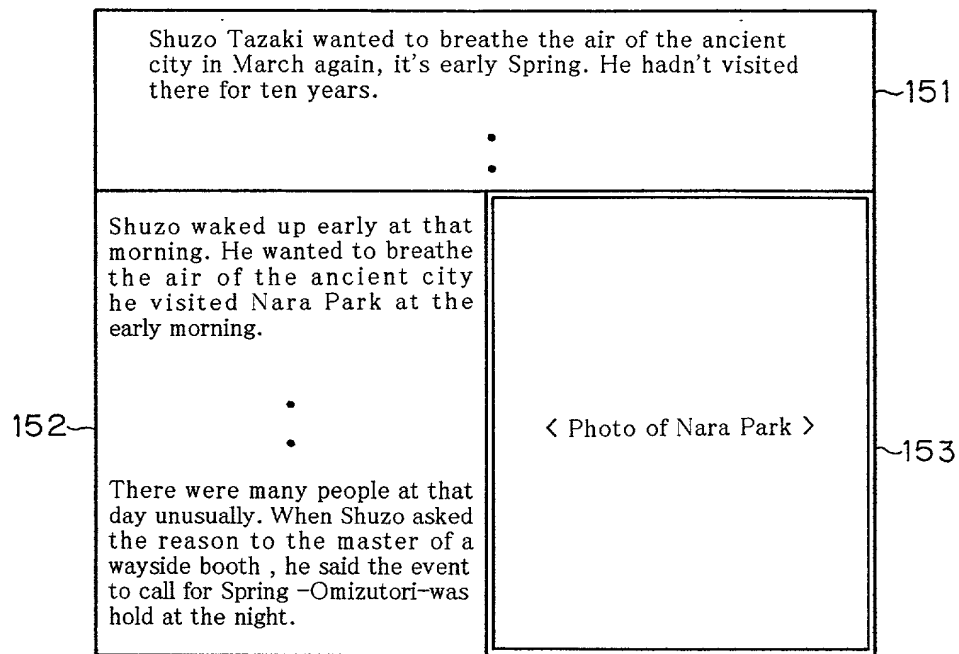 Shuzo Tazaki wanted to breathe the air of the ancient
city in March again, it's early Spring. He hadn't visited
there for ten years.
151
Shuzo waked up early at that
morning. He wanted to breathe
the air of the ancient city
he visited Nara Park at the
early morning.
152
There were many people at that
day unusually. When Shuzo asked
the reason to the master of a
wayside booth , he said the event
to call for Spring -Omizutori-was
hold at the night.
< Photo of Nara Park >
153